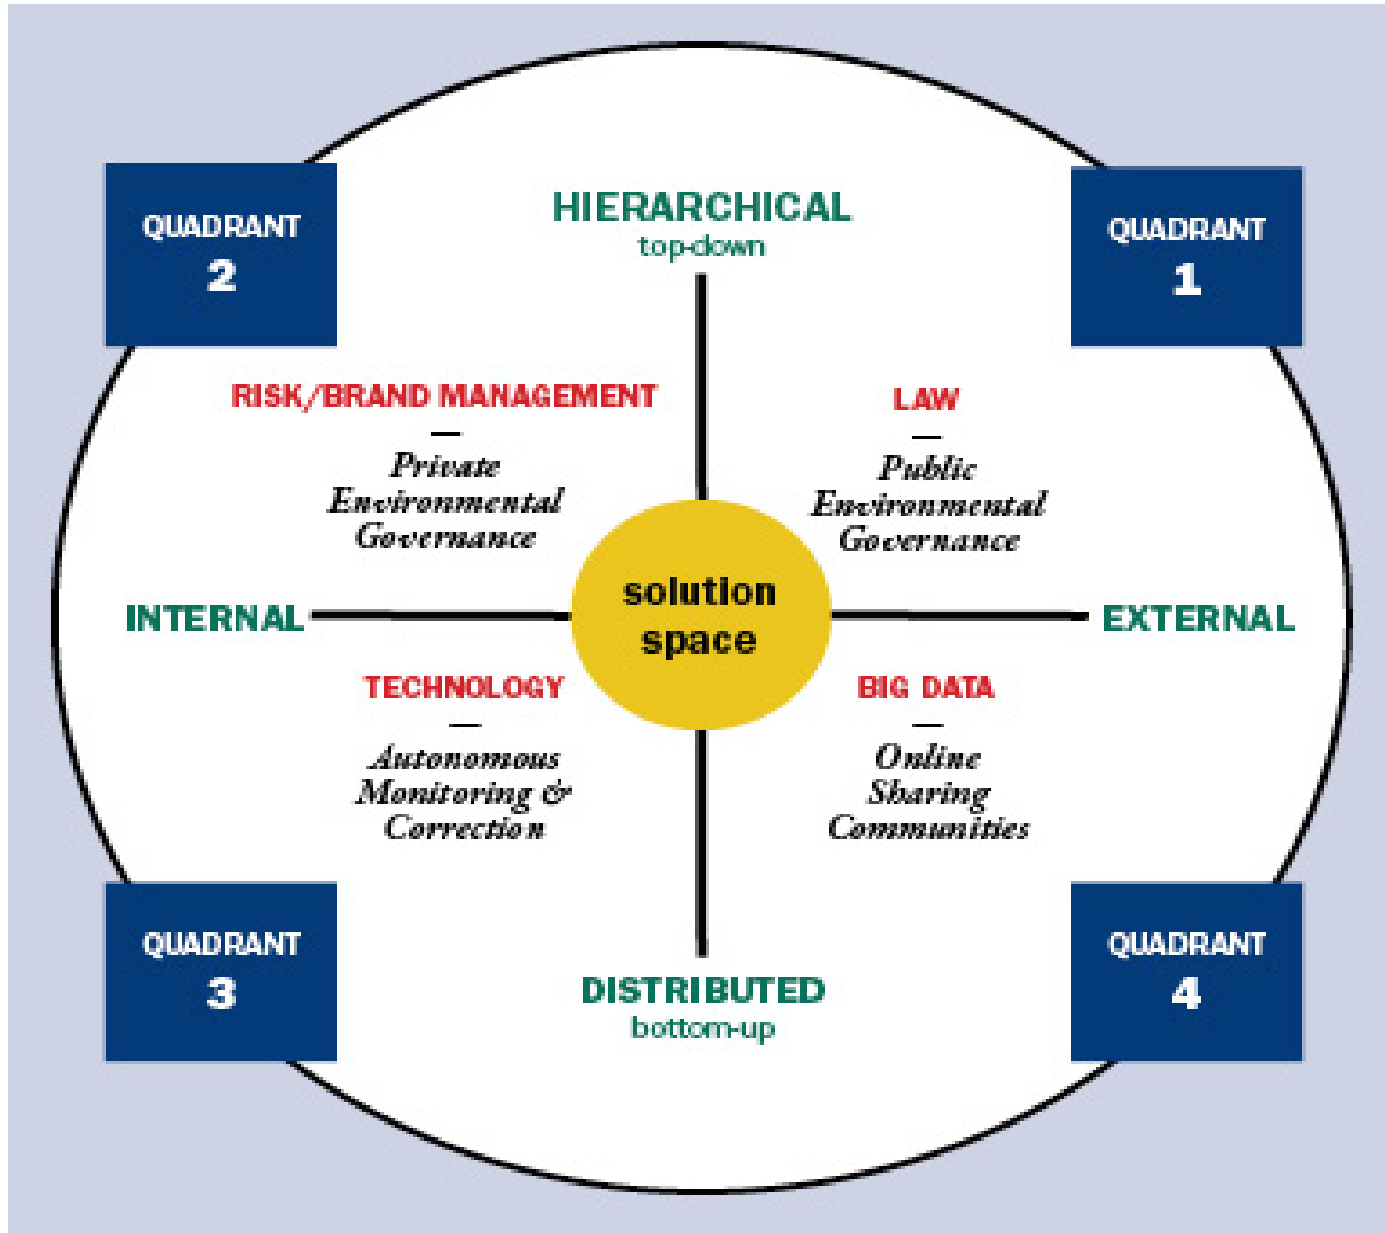 HIERARCHICAL
top-down
QUADRANT
2
QUADRANT
1
RISK/BRAND MANAGEMENT
—
Private
Environmental
Governance
LAW
—
Public
Environmental
Governance
INTERNAL
solution
space
EXTERNAL
TECHNOLOGY
—
Autonomous
Monitoring &
Correction
BIG DATA
—
Online
Sharing
Communities
QUADRANT
3
DISTRIBUTED
bottom-up
QUADRANT
4